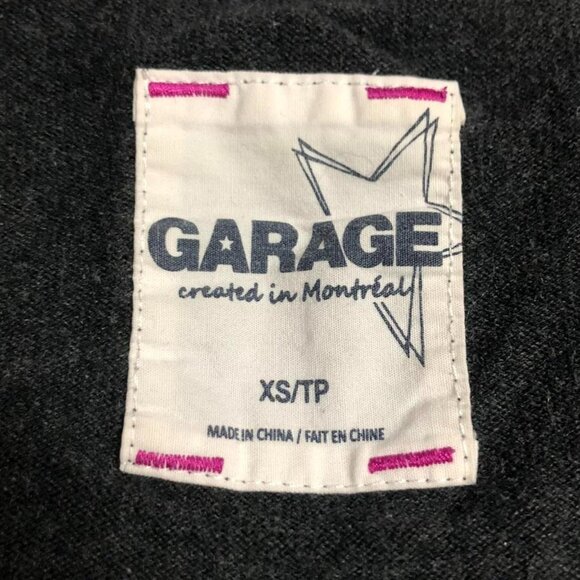 GARAGE
created in Montréal
XS/TP
MADE IN CHINA / FAIT EN CHINE